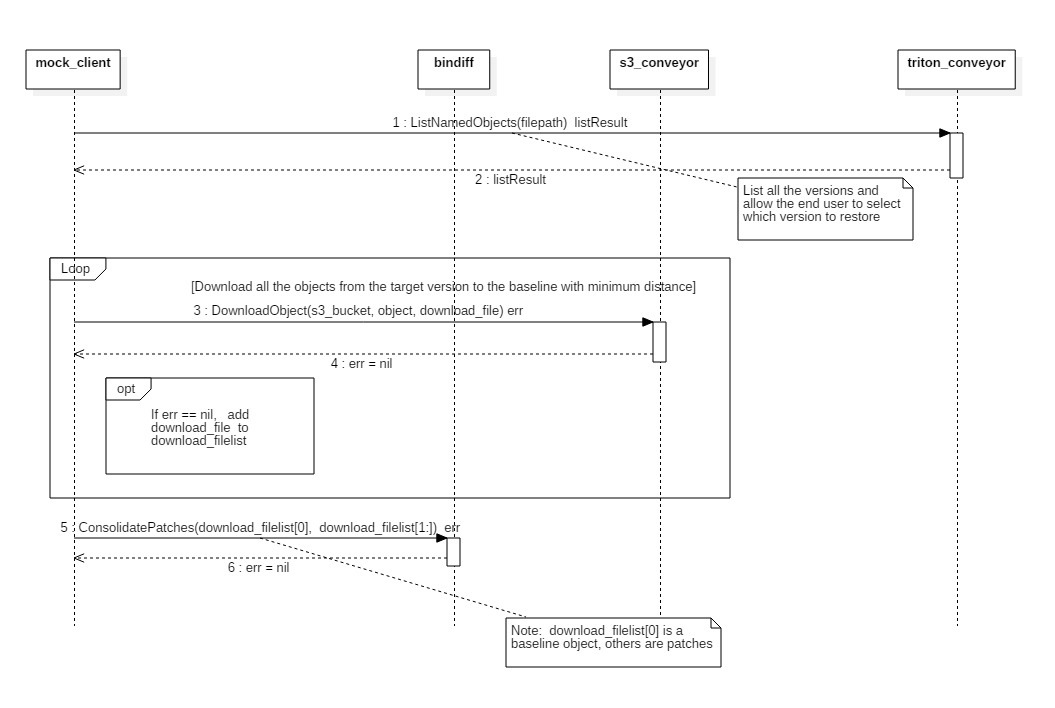 mock_client
bindiff
s3_conveyor
triton_conveyor
1 : ListNamedObjects(filepath)  listResult
2 : listResult
List all the versions and
allow the end user to select
which version to restore
Loop
[Download all the objects from the target version to the baseline with minimum distance]
3 : DownloadObject(s3_bucket, object, download_file) err
4 : err = nil
opt
If err == nil,   add
download_file  to
download_filelist
5 : ConsolidatePatches(download_filelist[0],  download_filelist[1:])  err
6 : err = nil
Note:  download_filelist[0] is a
baseline object, others are patches